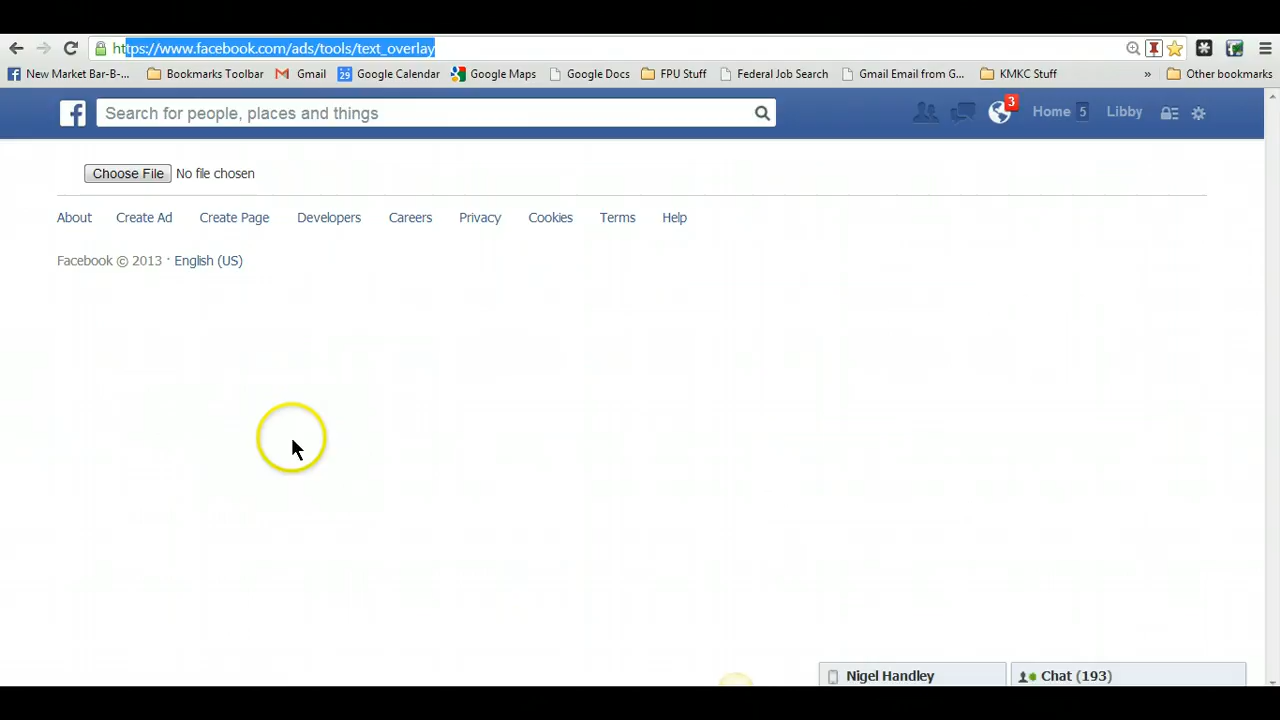 https://www.facebook.com/ads/tools/text_overlay
New Market Bar-B-... Bookmarks Toolbar Gmail 29 Google Calendar Google Maps Google Docs FPU Stuff Federal Job Search Gmail Email from G... KMKC Stuff » Other bookmarks
f Search for people, places and things 3 Home 5 Libby
Choose File No file chosen
About Create Ad Create Page Developers Careers Privacy Cookies Terms Help
Facebook © 2013 · English (US)
Nigel Handley Chat (193)